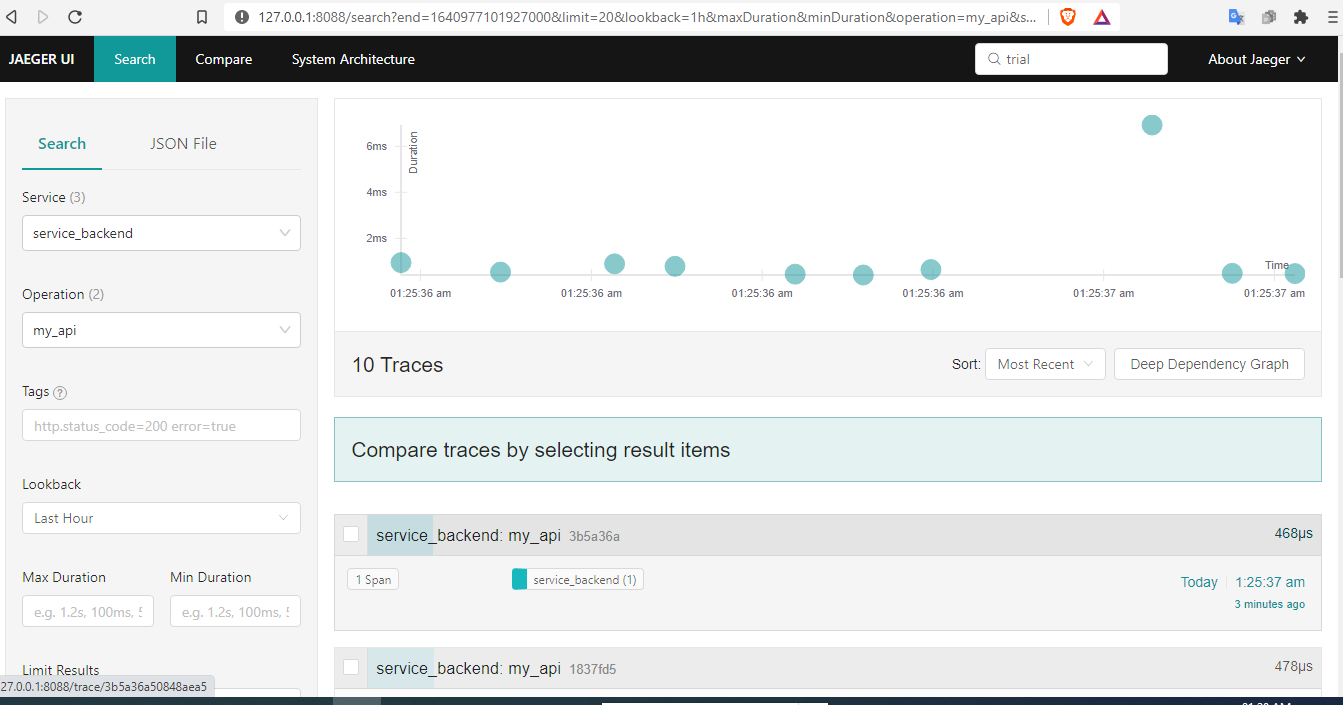 127.0.0.1:8088/search?end=1640977101927000&limit=20&lookback=1h&maxDuration&minDuration&operation=my_api&s...
JAEGER UI
Search
Compare
System Architecture
trial
About Jaeger
Search
JSON File
Service (3)
service_backend
Operation (2)
my_api
Tags ?
http.status_code=200 error=true
Lookback
Last Hour
Max Duration
Min Duration
e.g. 1.2s, 100ms,
e.g. 1.2s, 100ms,
Limit Results
27.0.0.1:8088/trace/3b5a36a50848aea5
Duration
6ms
4ms
2ms
Time
01:25:36 am
01:25:36 am
01:25:36 am
01:25:36 am
01:25:37 am
01:25:37 am
10 Traces
Sort:
Most Recent
Deep Dependency Graph
Compare traces by selecting result items
service_backend: my_api 3b5a36a
468μs
1 Span
service_backend (1)
Today
1:25:37 am
3 minutes ago
service_backend: my_api 1837fd5
478μs